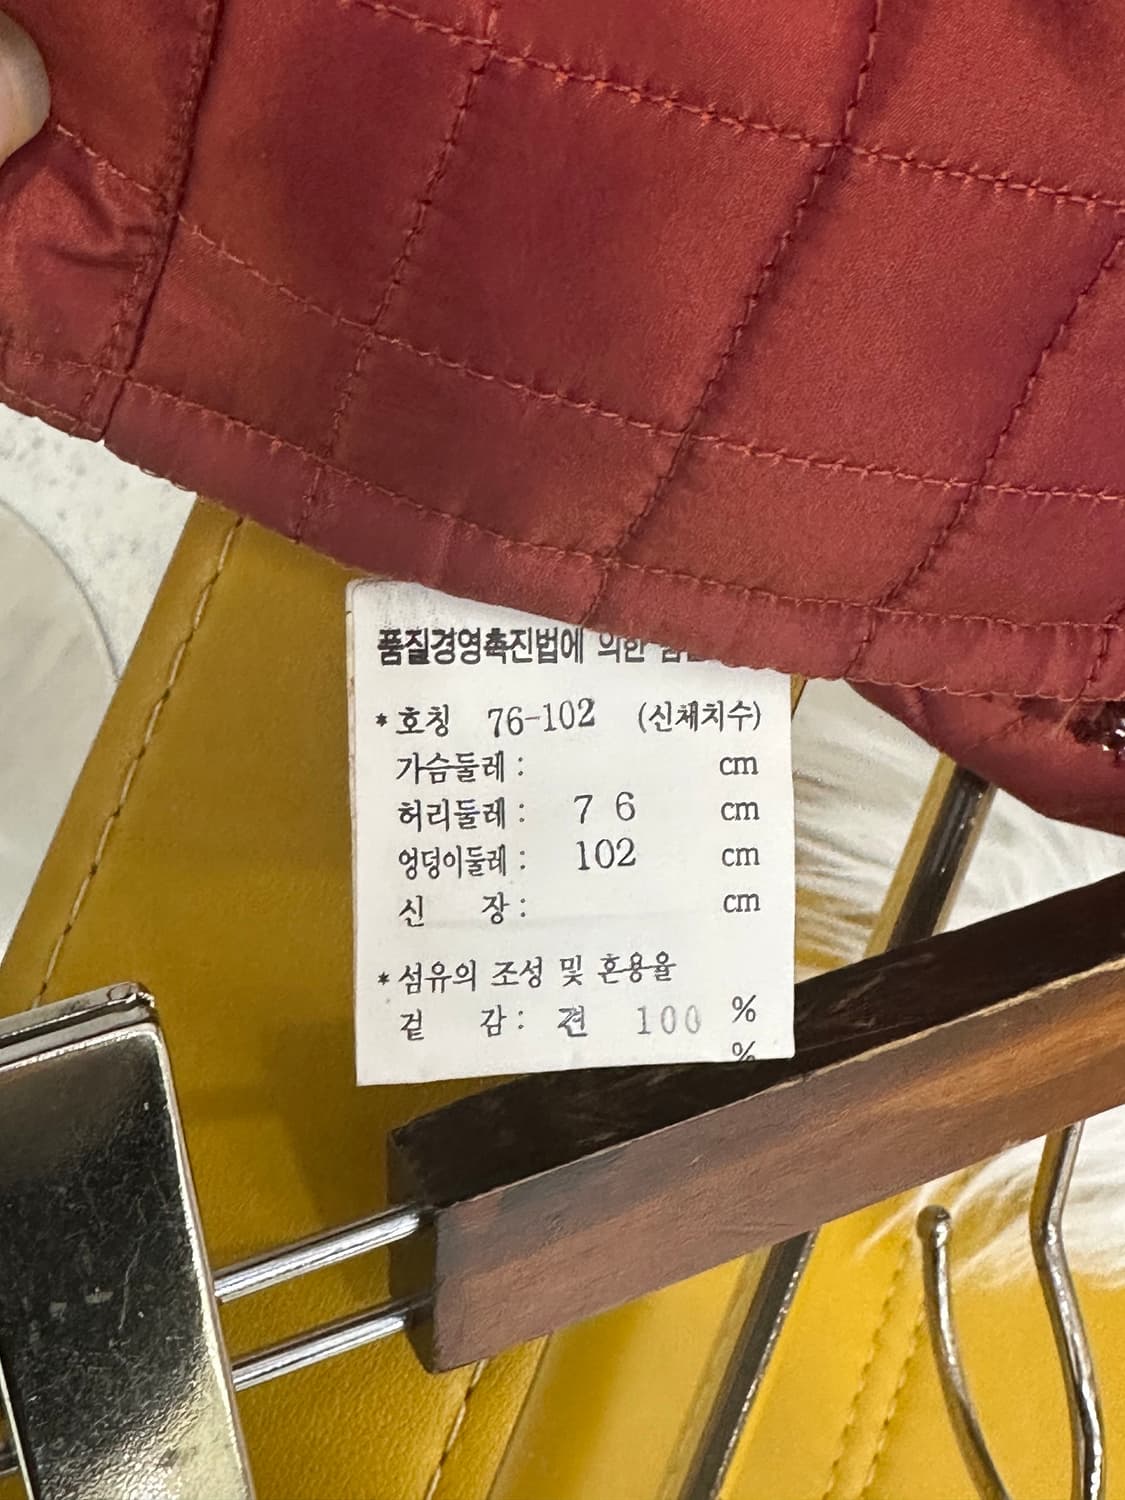 품질경영촉진법에 의한
* 호칭 76-102 (신체치수)
가슴둘레 : cm
허리둘레 : 7 6 cm
엉덩이둘레 : 102 cm
신 장 : cm
* 섬유의 조성 및 혼용율
겉 감 : 견 100 %
%